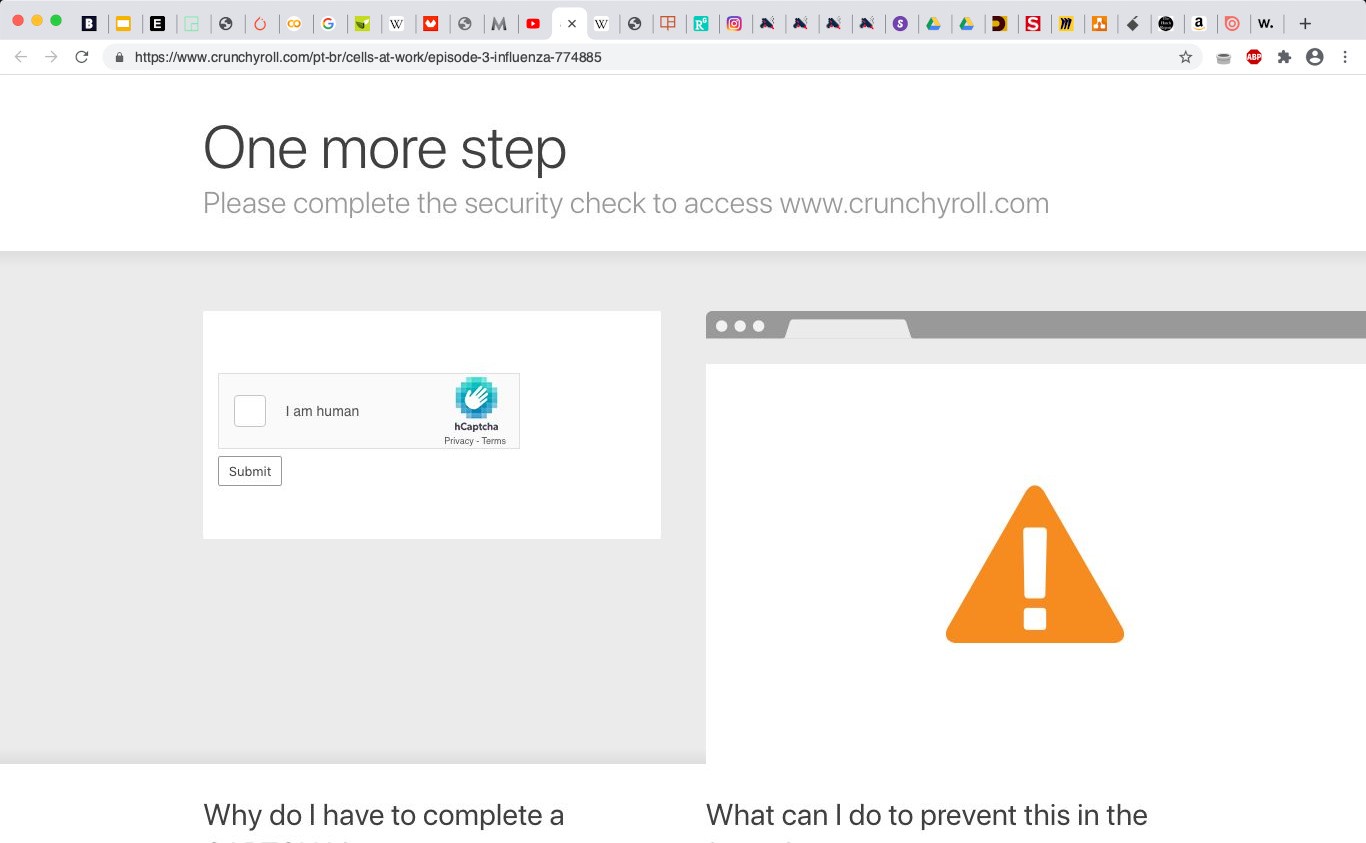 https://www.crunchyroll.com/pt-br/cells-at-work/episode-3-influenza-774885
ABP
One more step
Please complete the security check to access www.crunchyroll.com
I am human
hCaptcha
Privacy - Terms
Submit
Why do I have to complete a
What can I do to prevent this in the